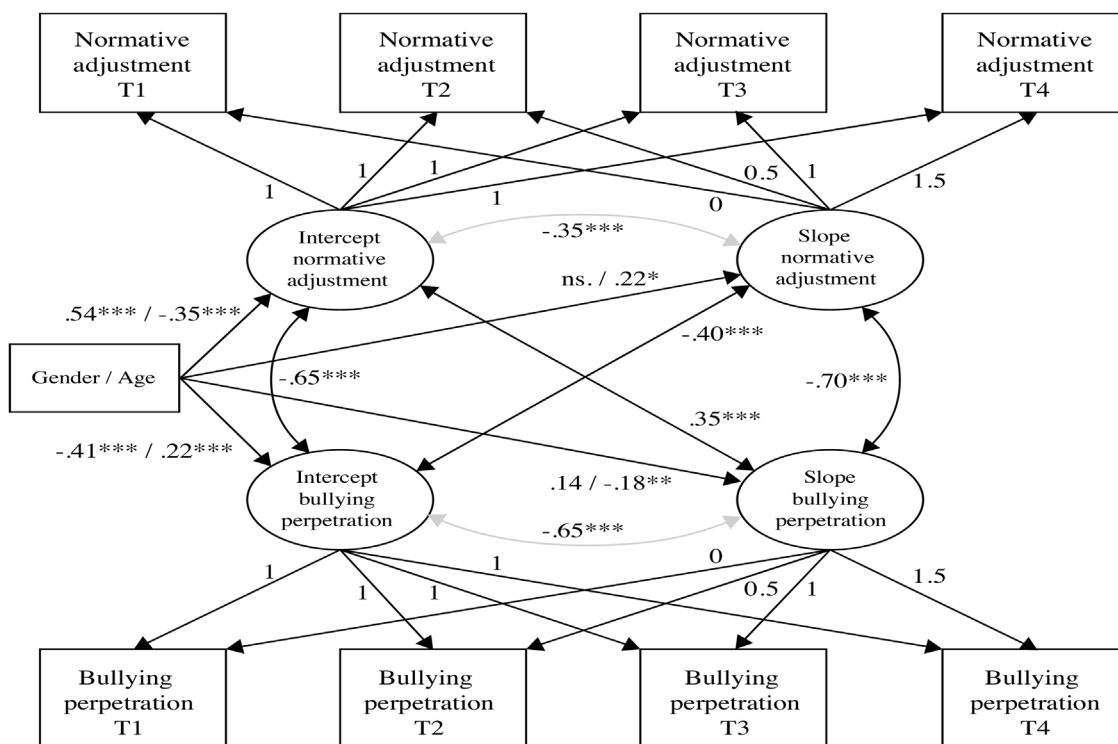 Normative
adjustment
T1
Normative
adjustment
T2
Normative
adjustment
T3
Normative
adjustment
T4
1
1
1
1
0
0.5
1
1.5
Intercept
normative
adjustment
-.35***
Slope
normative
adjustment
ns. / .22*
.54*** / -.35***
-.40***
Gender / Age
-.65***
-.70***
.35***
-.41*** / .22***
Intercept
bullying
perpetration
.14 / -.18**
Slope
bullying
perpetration
-.65***
1
1
1
1
0
0.5
1
1.5
Bullying
perpetration
T1
Bullying
perpetration
T2
Bullying
perpetration
T3
Bullying
perpetration
T4